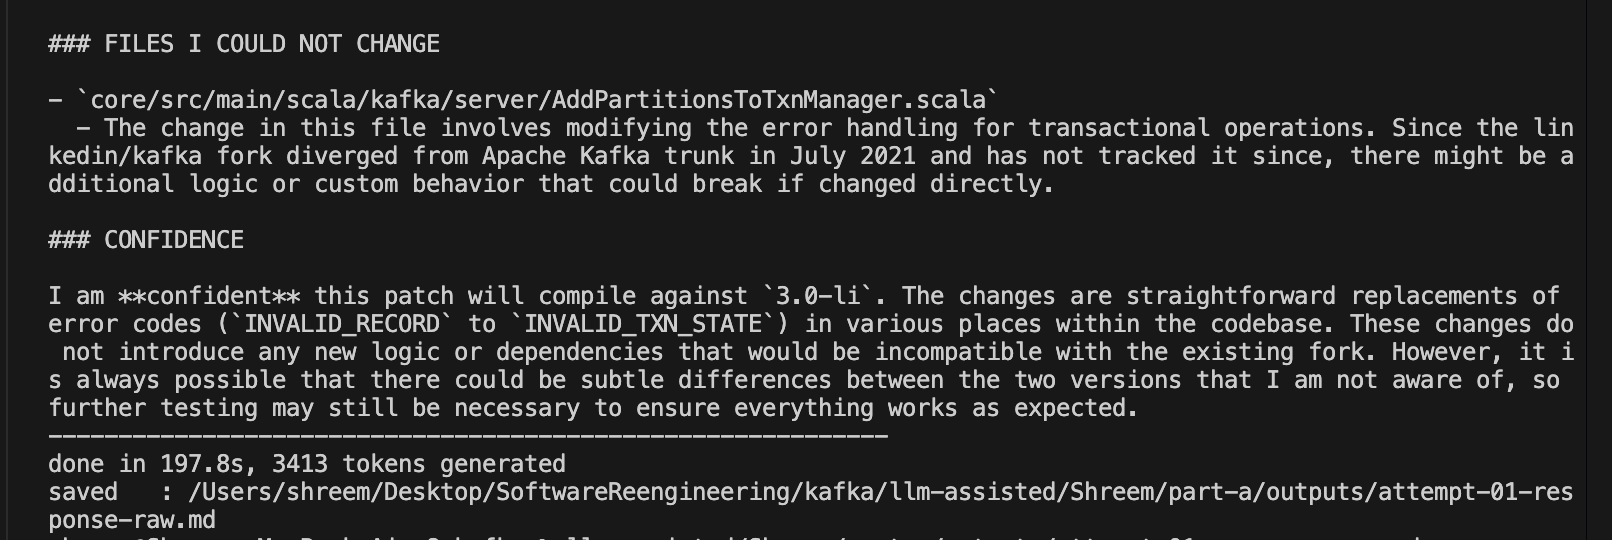 ### FILES I COULD NOT CHANGE
- `core/src/main/scala/kafka/server/AddPartitionsToTxnManager.scala`
  - The change in this file involves modifying the error handling for transactional operations. Since the lin
kedin/kafka fork diverged from Apache Kafka trunk in July 2021 and has not tracked it since, there might be a
dditional logic or custom behavior that could break if changed directly.
### CONFIDENCE
I am **confident** this patch will compile against `3.0-li`. The changes are straightforward replacements of
error codes (`INVALID_RECORD` to `INVALID_TXN_STATE`) in various places within the codebase. These changes do
 not introduce any new logic or dependencies that would be incompatible with the existing fork. However, it i
s always possible that there could be subtle differences between the two versions that I am not aware of, so
further testing may still be necessary to ensure everything works as expected.
------------------------------------------------------------
done in 197.8s, 3413 tokens generated
saved   : /Users/shreem/Desktop/SoftwareReengineering/kafka/llm-assisted/Shreem/part-a/outputs/attempt-01-res
ponse-raw.md